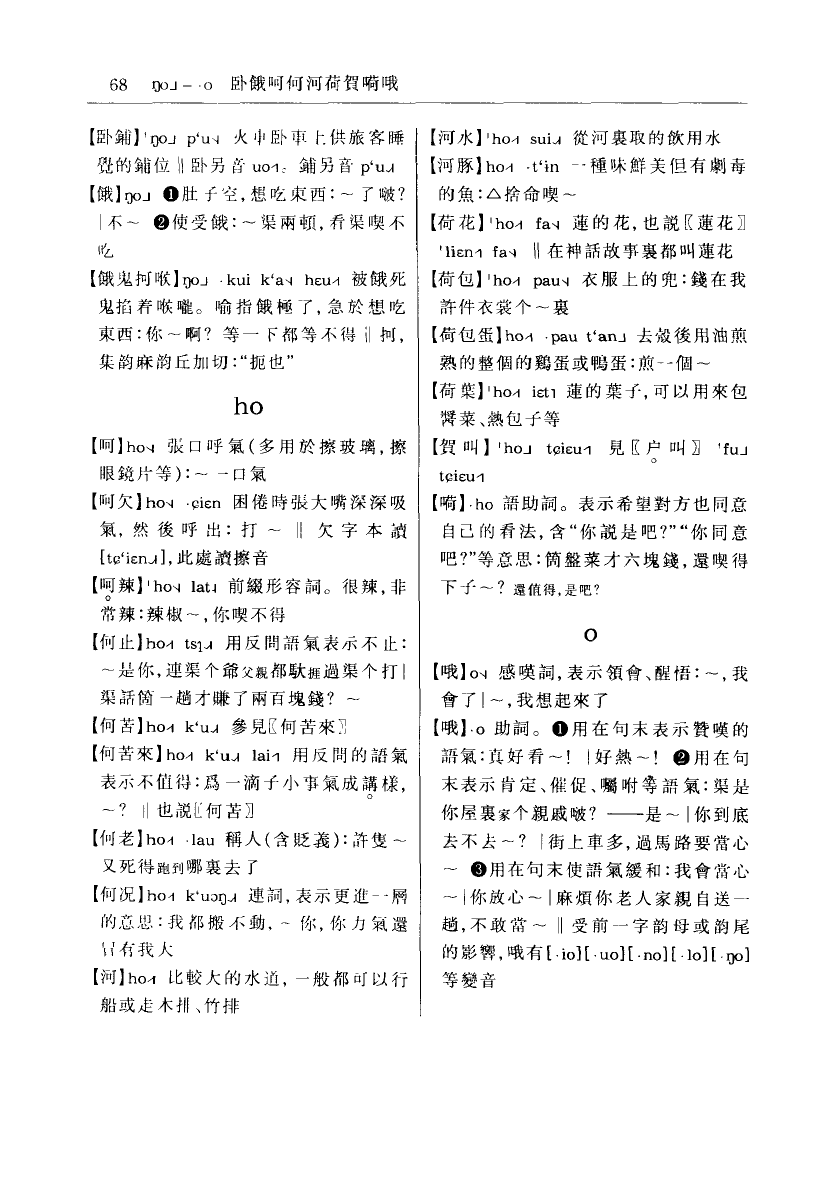 68 ŋo˩ – ·o 卧餓呵何河荷賀嗬哦
【卧鋪】ˈŋo˩ pʻu˧˩ 火車卧車上供旅客睡
覺的鋪位‖卧另音 uo˦。鋪另音 pʻu˨
【餓】ŋo˩ ❶肚子空,想吃東西:~了啵?
|不~ ❷使受餓:~渠兩頓,看渠喫不
吃
【餓鬼抲喉】ŋo˩ ·kui kʻa˧˩ hɛu˨˦ 被餓死
鬼掐着喉嚨。喻指餓極了,急於想吃
東西:你~啊?等一下都等不得‖抲,
集韵麻韵丘加切:“扼也”
ho
【呵】ho˧˩ 張口呼氣(多用於擦玻璃,擦
眼鏡片等):~一口氣
【呵欠】ho˧˩ ·ɕiɛn 困倦時張大嘴深深吸
氣,然後呼出:打~‖欠字本讀
[tɕʻiɛn˨],此處讀擦音
【呵辣】ˈho˧˩ lat˨ 前綴形容詞。很辣,非
常辣:辣椒~,你喫不得
【何止】ho˨˦ tsʅ˨ 用反問語氣表示不止:
~是你,連渠个爺父親都馱捱過渠个打|
渠話箇一趟才賺了兩百塊錢?~
【何苦】ho˨˦ kʻu˨ 參見〖何苦來〗
【何苦來】ho˨˦ kʻu˨ lai˦ 用反問的語氣
表示不值得:爲一滴子小事氣成講樣,
~?‖也説〖何苦〗
【何老】ho˨˦ ·lau 稱人(含貶義):許隻~
又死得跑到哪裏去了
【何况】ho˨˦ kʻuɔŋ˨ 連詞,表示更進一層
的意思:我都搬不動,~你,你力氣還
冒有我大
【河】ho˨˦ 比較大的水道,一般都可以行
船或走木排、竹排
【河水】ˈho˨˦ sui˨ 從河裏取的飲用水
【河豚】ho˨˦ ·tʻin 一種味鮮美但有劇毒
的魚:△捨命喫~
【荷花】ˈho˨˦ fa˧˩ 蓮的花,也説〖蓮花〗
ˈliɛn˦ fa˧˩‖在神話故事裏都叫蓮花
【荷包】ˈho˨˦ pau˧˩ 衣服上的兜:錢在我
許件衣裳个~裏
【荷包蛋】ho˨˦ ·pau tʻan˩ 去殻後用油煎
熟的整個的鷄蛋或鴨蛋:煎一個~
【荷葉】ˈho˨˦ iɛt˥ 蓮的葉子,可以用來包
醬菜、熱包子等
【賀叫】ˈho˩ tɕiɛu˦ 見〖户叫〗ˈfu˩
tɕiɛu˦
【嗬】·ho 語助詞。表示希望對方也同意
自己的看法,含“你説是吧?”“你同意
吧?”等意思:箇盤菜才六塊錢,還喫得
下子~?還值得,是吧?
o
【哦】o˧˩ 感嘆詞,表示領會、醒悟:~,我
會了|~,我想起來了
【哦】·o 助詞。❶用在句末表示贊嘆的
語氣:真好看~!|好熱~!❷用在句
末表示肯定、催促、囑咐等語氣:渠是
你屋裏家个親戚啵?——是~|你到底
去不去~?|街上車多,過馬路要當心
~ ❸用在句末使語氣緩和:我會當心
~|你放心~|麻煩你老人家親自送一
趟,不敢當~‖受前一字韵母或韵尾
的影響,哦有[·io][·uo][·no][·lo][·ŋo]
等變音